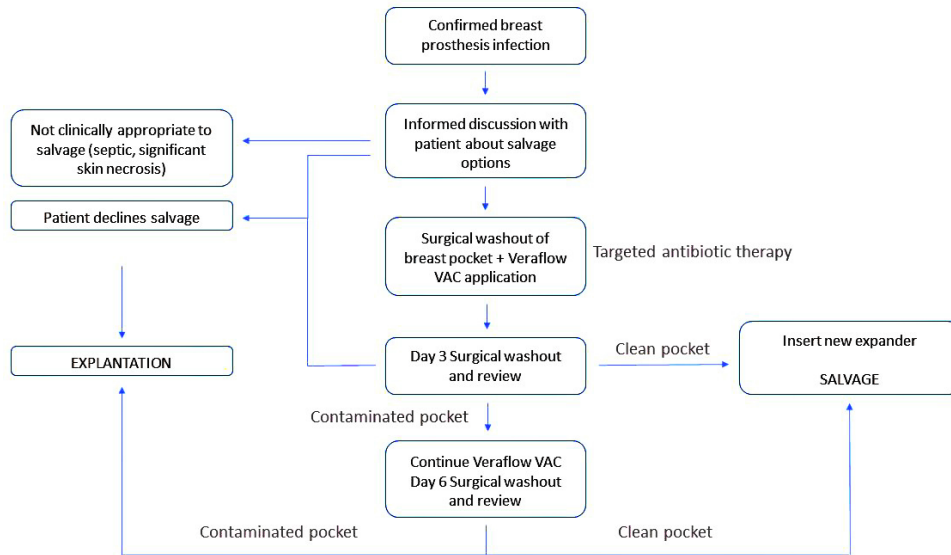 Confirmed breast
prosthesis infection
Not clinically appropriate to
salvage (septic, significant
skin necrosis)
Informed discussion with
patient about salvage
options
Patient declines salvage
Surgical washout of
breast pocket + Veraflow
VAC application
Targeted antibiotic therapy
EXPLANTATION
Day 3 Surgical washout
and review
Clean pocket
Insert new expander
SALVAGE
Contaminated pocket
Continue Veraflow VAC
Day 6 Surgical washout
and review
Contaminated pocket
Clean pocket